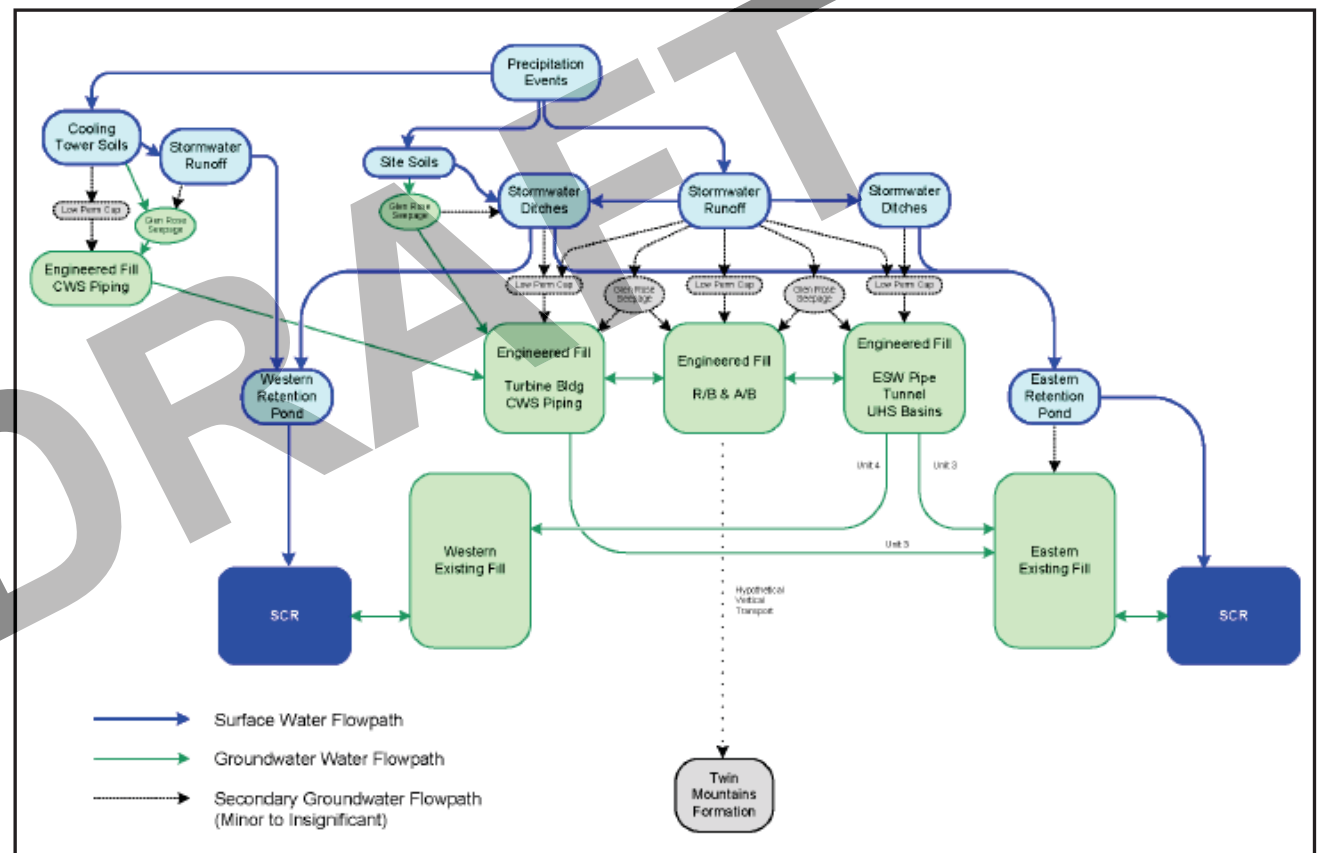 DRAFT
Precipitation
Events
Cooling
Tower Soils
Stormwater
Runoff
Site Soils
Stormwater
Ditches
Stormwater
Runoff
Stormwater
Ditches
Low Perm Cap
Glen Rose
Seepage
Glen Rose
Seepage
Engineered Fill
CWS Piping
Low Perm Cap
Glen Rose
Seepage
Low Perm Cap
Glen Rose
Seepage
Low Perm Cap
Engineered Fill
Turbine Bldg
CWS Piping
Engineered Fill
R/B & A/B
Engineered Fill
ESW Pipe
Tunnel
UHS Basins
Western
Retention
Pond
Eastern
Retention
Pond
Unit 4
Unit 3
Unit 3
Western
Existing Fill
Eastern
Existing Fill
Hypothetical
Vertical
Transport
SCR
SCR
Surface Water Flowpath
Groundwater Water Flowpath
Secondary Groundwater Flowpath
(Minor to Insignificant)
Twin
Mountains
Formation